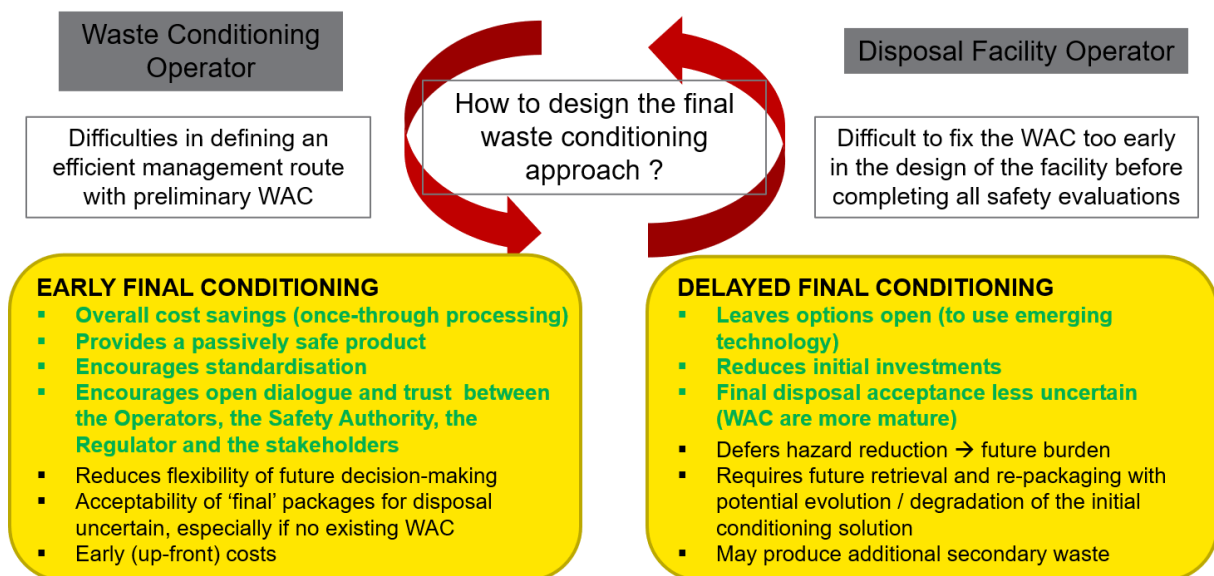 Waste Conditioning
Operator
Difficulties in defining an
efficient management route
with preliminary WAC
How to design the final
waste conditioning
approach ?
Disposal Facility Operator
Difficult to fix the WAC too early
in the design of the facility before
completing all safety evaluations
EARLY FINAL CONDITIONING
▪ Overall cost savings (once-through processing)
▪ Provides a passively safe product
▪ Encourages standardisation
▪ Encourages open dialogue and trust between
the Operators, the Safety Authority, the
Regulator and the stakeholders
▪ Reduces flexibility of future decision-making
▪ Acceptability of ‘final’ packages for disposal
uncertain, especially if no existing WAC
▪ Early (up-front) costs
DELAYED FINAL CONDITIONING
▪ Leaves options open (to use emerging
technology)
▪ Reduces initial investments
▪ Final disposal acceptance less uncertain
(WAC are more mature)
▪ Defers hazard reduction → future burden
▪ Requires future retrieval and re-packaging with
potential evolution / degradation of the initial
conditioning solution
▪ May produce additional secondary waste